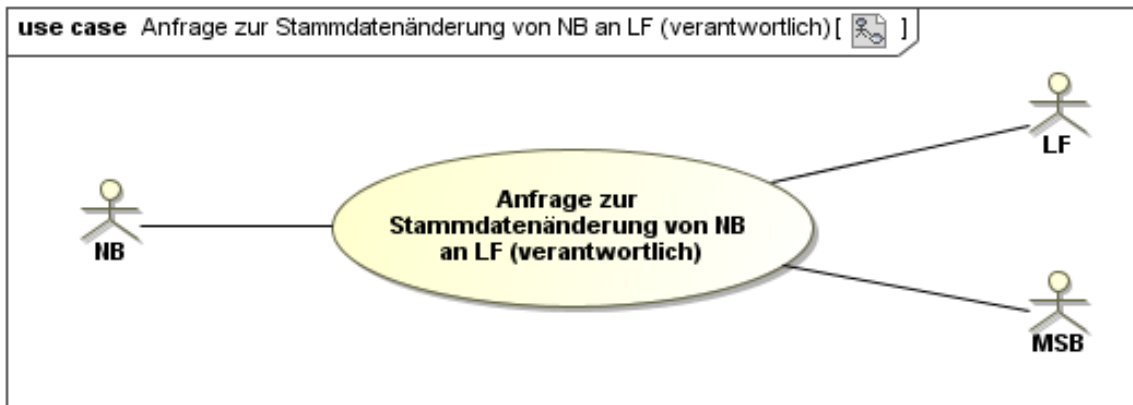 use case Anfrage zur Stammdatenänderung von NB an LF (verantwortlich) [ ]
LF
Anfrage zur
Stammdatenänderung von NB
an LF (verantwortlich)
NB
MSB